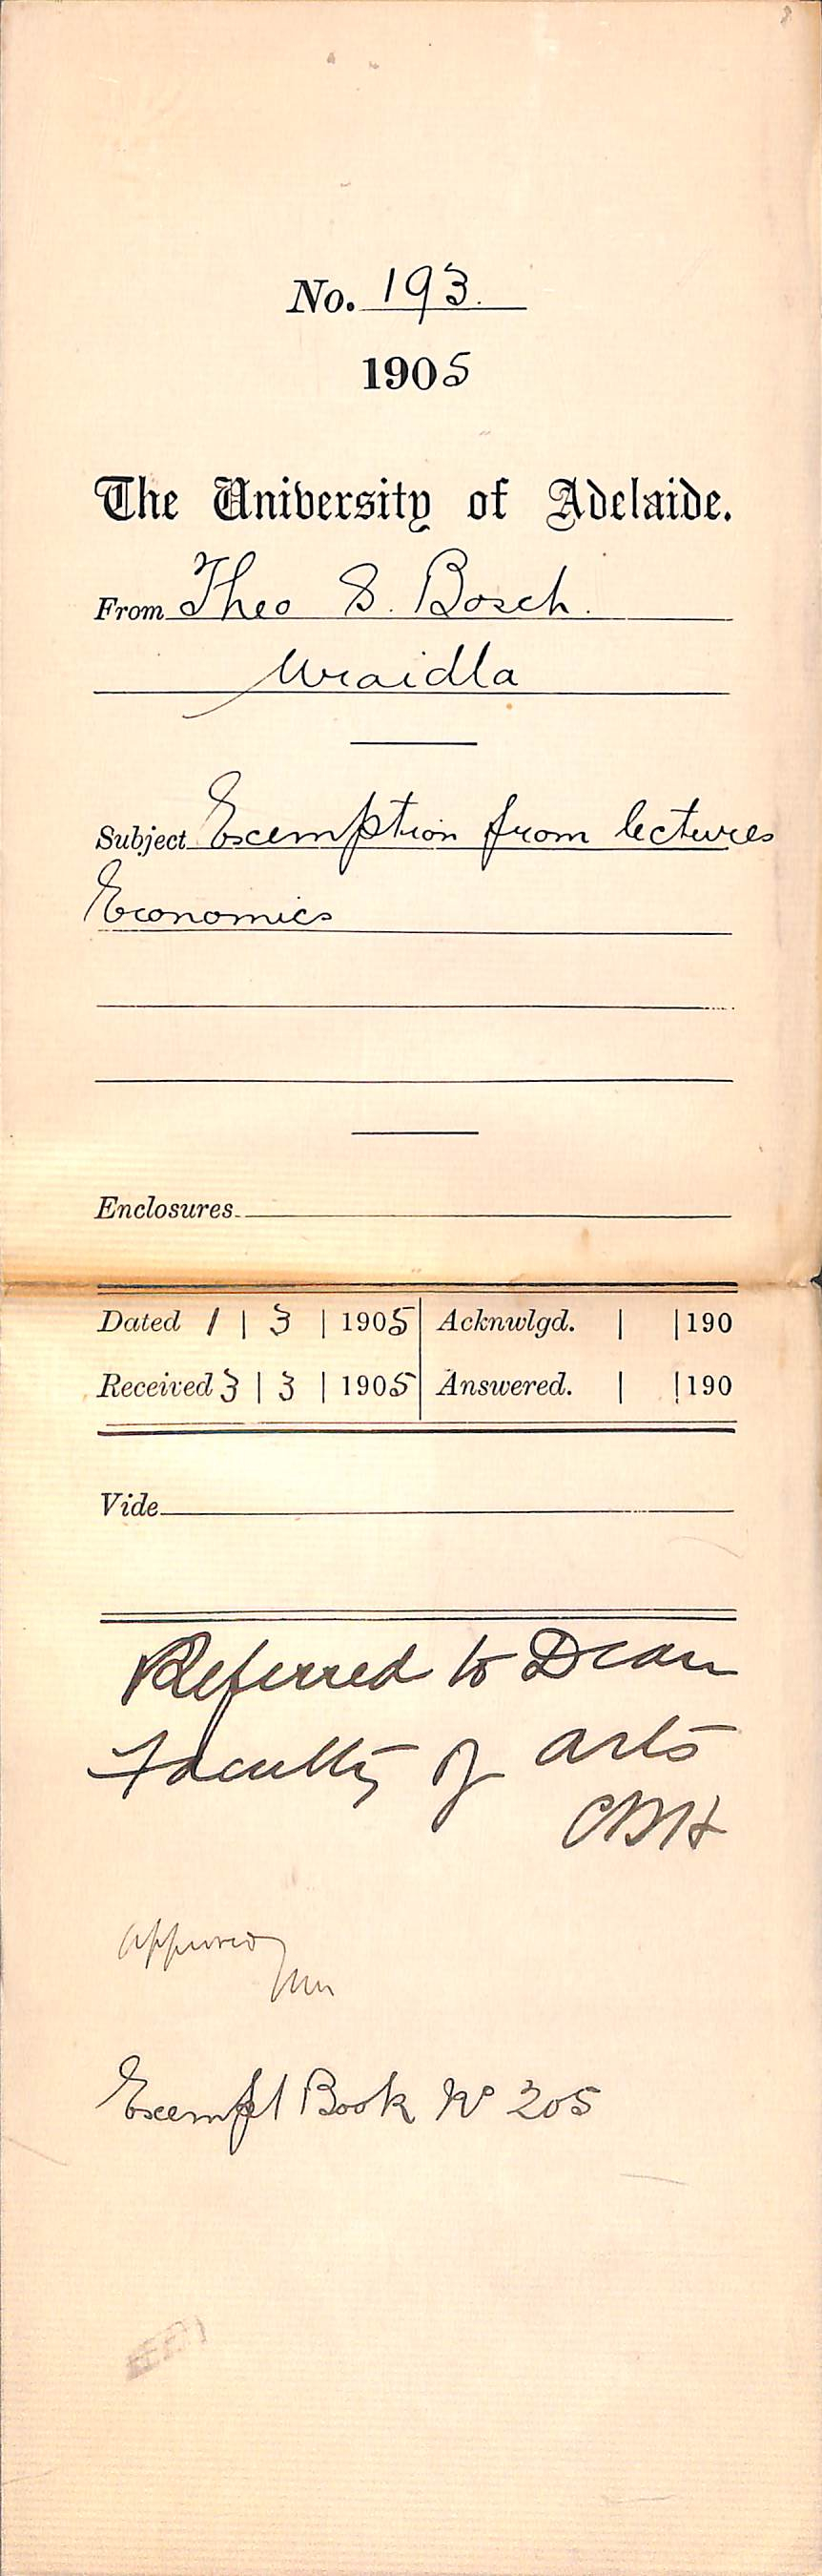 No. 193.
1905
The University of Adelaide.
From Theo S. Bosch.
Uraidla
Subject Exemption from lectures
Economics
Enclosures
Dated 1 | 3 | 1905 Acknwlgd. | | 190
Received 3 | 3 | 1905 Answered. | | 190
Vide
Referred to Dean
Faculty of Arts
CRH
Approved
Exempt Book No 205